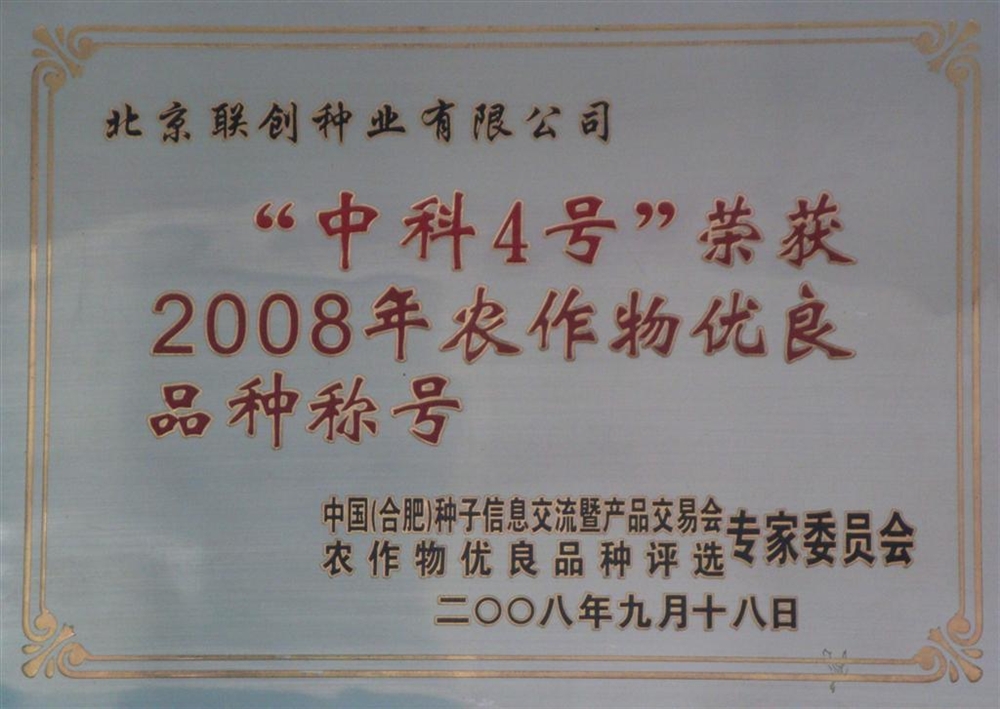 北京联创种业有限公司
“中科4号”荣获
2008年农作物优良
品种称号
中国(合肥)种子信息交流暨产品交易会
农作物优良品种评选
专家委员会
二〇〇八年九月十八日